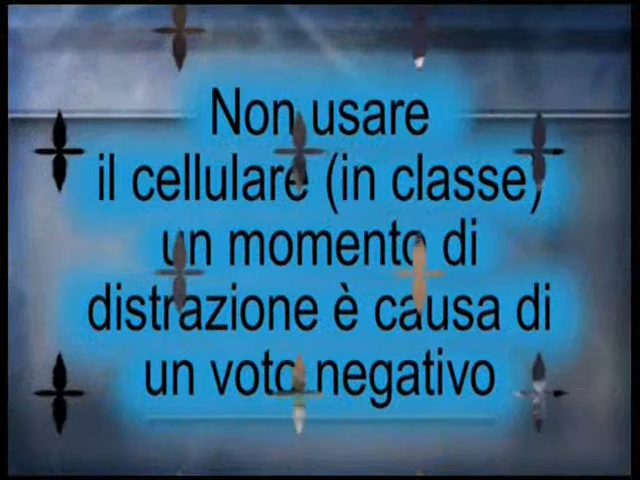 Non usare
il cellulare (in classe)
un momento di
distrazione è causa di
un voto negativo